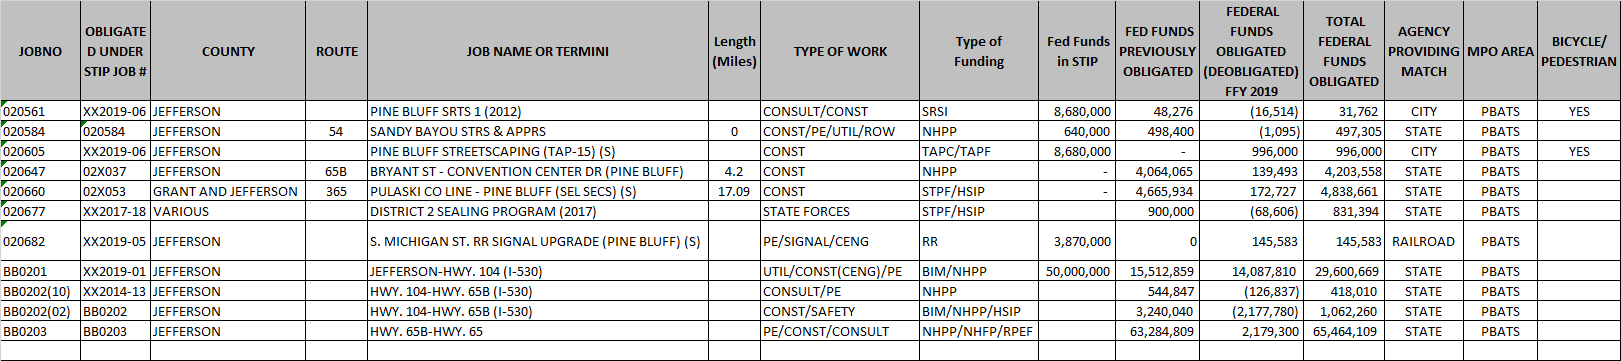 JOBNO OBLIGATE D UNDER STIP JOB # COUNTY ROUTE JOB NAME OR TERMINI Length (Miles) TYPE OF WORK Type of Funding Fed Funds in STIP FED FUNDS PREVIOUSLY OBLIGATED FEDERAL FUNDS OBLIGATED (DEOBLIGATED) FFY 2019 TOTAL FEDERAL FUNDS OBLIGATED AGENCY PROVIDING MATCH MPO AREA BICYCLE/ PEDESTRIAN
020561 XX2019-06 JEFFERSON PINE BLUFF SRTS 1 (2012) CONSULT/CONST SRSI 8,680,000 48,276 (16,514) 31,762 CITY PBATS YES
020584 020584 JEFFERSON 54 SANDY BAYOU STRS & APPRS 0 CONST/PE/UTIL/ROW NHPP 640,000 498,400 (1,095) 497,305 STATE PBATS
020605 XX2019-06 JEFFERSON PINE BLUFF STREETSCAPING (TAP-15) (S) CONST TAPC/TAPF 8,680,000 - 996,000 996,000 CITY PBATS YES
020647 02X037 JEFFERSON 65B BRYANT ST - CONVENTION CENTER DR (PINE BLUFF) 4.2 CONST NHPP - 4,064,065 139,493 4,203,558 STATE PBATS
020660 02X053 GRANT AND JEFFERSON 365 PULASKI CO LINE - PINE BLUFF (SEL SECS) (S) 17.09 CONST STPF/HSIP - 4,665,934 172,727 4,838,661 STATE PBATS
020677 XX2017-18 VARIOUS DISTRICT 2 SEALING PROGRAM (2017) STATE FORCES STPF/HSIP 900,000 (68,606) 831,394 STATE PBATS
020682 XX2019-05 JEFFERSON S. MICHIGAN ST. RR SIGNAL UPGRADE (PINE BLUFF) (S) PE/SIGNAL/CENG RR 3,870,000 0 145,583 145,583 RAILROAD PBATS
BB0201 XX2019-01 JEFFERSON JEFFERSON-HWY. 104 (I-530) UTIL/CONST(CENG)/PE BIM/NHPP 50,000,000 15,512,859 14,087,810 29,600,669 STATE PBATS
BB0202(10) XX2014-13 JEFFERSON HWY. 104-HWY. 65B (I-530) CONSULT/PE NHPP 544,847 (126,837) 418,010 STATE PBATS
BB0202(02) BB0202 JEFFERSON HWY. 104-HWY. 65B (I-530) CONST/SAFETY BIM/NHPP/HSIP 3,240,040 (2,177,780) 1,062,260 STATE PBATS
BB0203 BB0203 JEFFERSON HWY. 65B-HWY. 65 PE/CONST/CONSULT NHPP/NHFP/RPEF 63,284,809 2,179,300 65,464,109 STATE PBATS